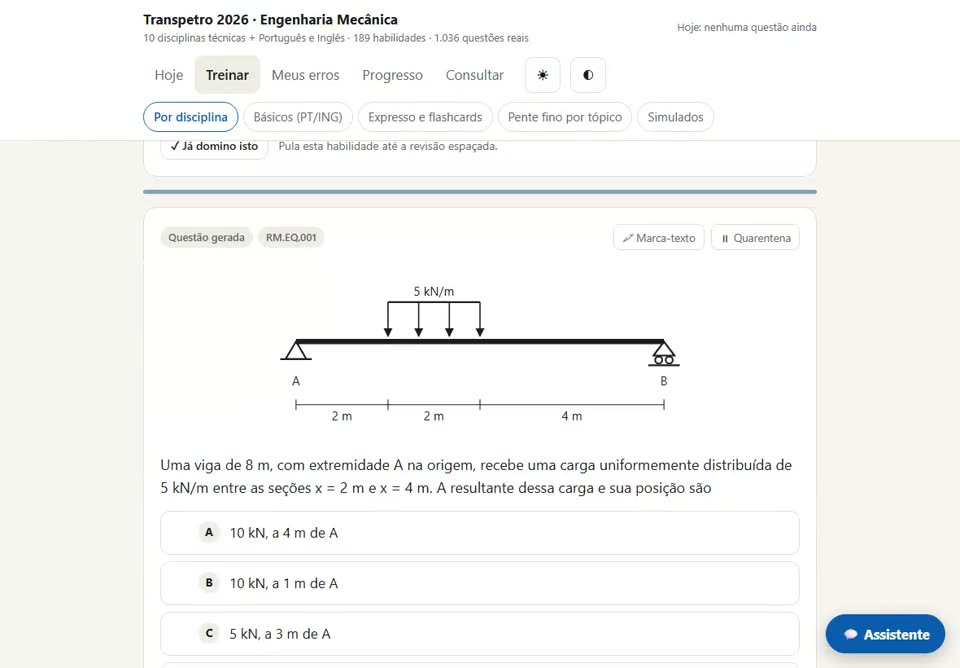 Transpetro 2026 · Engenharia Mecânica
10 disciplinas técnicas + Português e Inglês · 189 habilidades · 1.036 questões reais
Hoje: nenhuma questão ainda
Hoje Treinar Meus erros Progresso Consultar
Por disciplina Básicos (PT/ING) Expresso e flashcards Pente fino por tópico Simulados
✓ Já domino isto Pula esta habilidade até a revisão espaçada.
Questão gerada RM.EQ.001 Marca-texto Quarentena
5 kN/m
A B
2 m 2 m 4 m
Uma viga de 8 m, com extremidade A na origem, recebe uma carga uniformemente distribuída de
5 kN/m entre as seções x = 2 m e x = 4 m. A resultante dessa carga e sua posição são
A 10 kN, a 4 m de A
B 10 kN, a 1 m de A
C 5 kN, a 3 m de A
Assistente